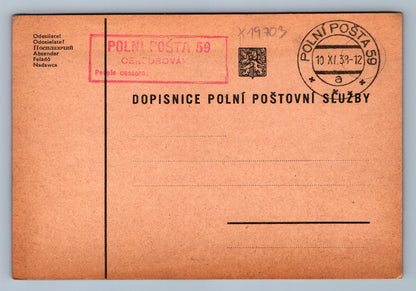 Odesílatel
Odosielateľ
Посылающий
Absender
Feladó
Nadawca
POLNÍ POŠTA 59
CENSUROVÁNO
Podpis censora:
X19703
POLNÍ POŠTA 59
10 XI. 38-12
a
DOPISNICE POLNÍ POŠTOVNÍ SLUŽBY